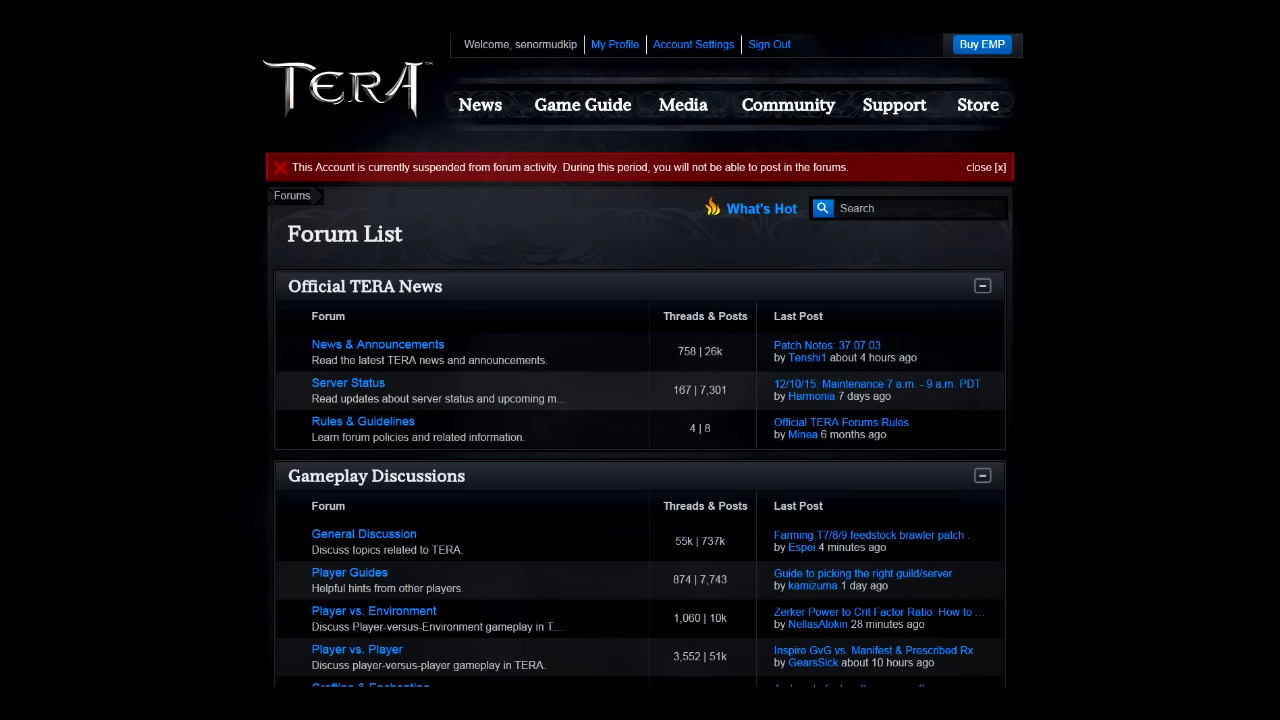 Welcome, senormudkip My Profile Account Settings Sign Out Buy EMP
TERA™
News Game Guide Media Community Support Store
This Account is currently suspended from forum activity. During this period, you will not be able to post in the forums. close [x]
Forums
What's Hot Search
Forum List
Official TERA News
Forum Threads & Posts Last Post
News & Announcements
Read the latest TERA news and announcements.
758 | 26k
Patch Notes: 37.07.03
by Tenshi1 about 4 hours ago
Server Status
Read updates about server status and upcoming m...
167 | 7,301
12/10/15: Maintenance 7 a.m. - 9 a.m. PDT
by Harmonia 7 days ago
Rules & Guidelines
Learn forum policies and related information.
4 | 8
Official TERA Forums Rules
by Minea 6 months ago
Gameplay Discussions
Forum Threads & Posts Last Post
General Discussion
Discuss topics related to TERA.
55k | 737k
Farming T7/8/9 feedstock brawler patch .
by Espei 4 minutes ago
Player Guides
Helpful hints from other players.
874 | 7,743
Guide to picking the right guild/server
by kamizuma 1 day ago
Player vs. Environment
Discuss Player-versus-Environment gameplay in T...
1,060 | 10k
Zerker Power to Crit Factor Ratio. How to ...
by NellasAlokin 28 minutes ago
Player vs. Player
Discuss player-versus-player gameplay in TERA.
3,552 | 51k
Inspire GvG vs. Manifest & Prescribed Rx
by GearsSick about 10 hours ago
Crafting & Enchanting